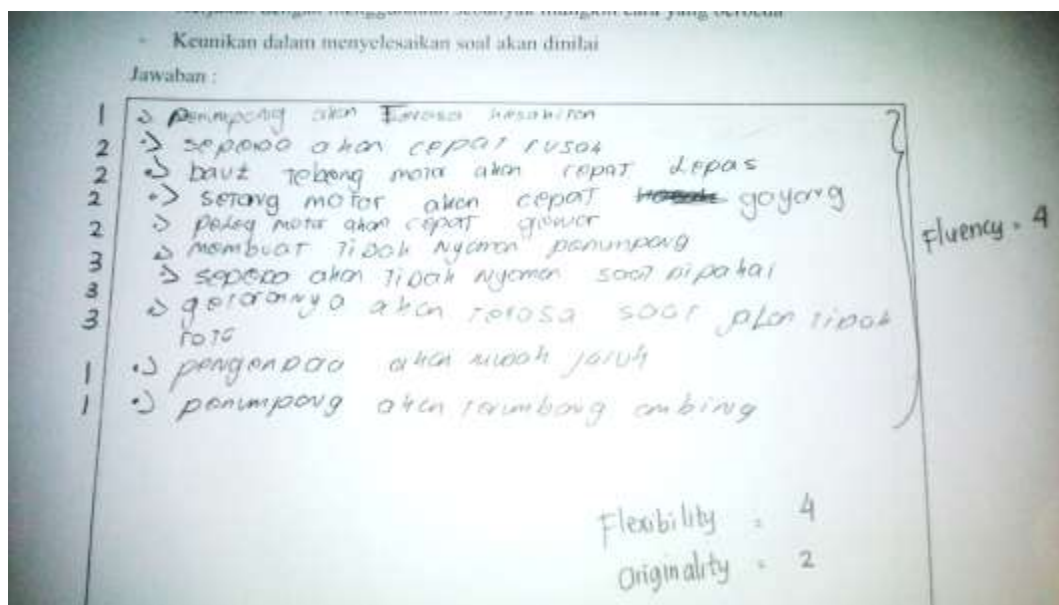 - Keunikan dalam menyelesaikan soal akan dinilai
Jawaban :
1 •) penumpang akan terasa kesakitan
2 •) sepeda akan cepat rusak
2 •) baut tebeng motor akan cepat lepas
2 •) setang motor akan cepat goyang
2 •) peleg motor akan cepat gower
3 •) membuat tidak nyaman penumpang
3 •) sepeda akan tidak nyaman saat dipakai
3 •) getarannya akan terasa saat jalan tidak
rata
1 •) pengendara akan mudah jatuh
1 •) penumpang akan terumbang ambing
Fluency = 4
Flexibility = 4
Originality = 2